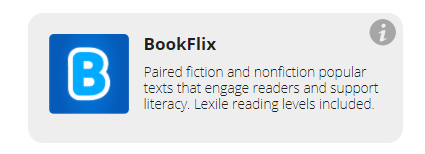 BookFlix
i
B
Paired fiction and nonfiction popular
texts that engage readers and support
literacy. Lexile reading levels included.